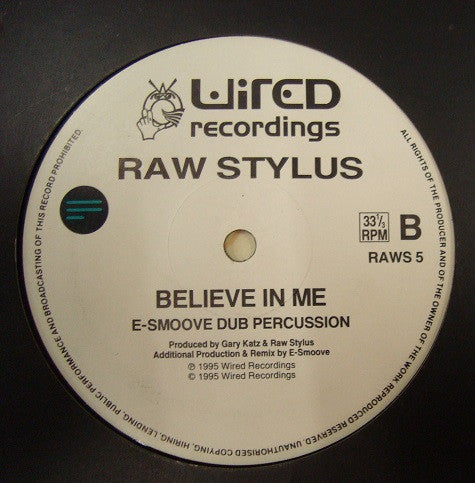 WIRED
recordings
RAW STYLUS
33⅓
RPM
B
RAWS 5
BELIEVE IN ME
E-SMOOVE DUB PERCUSSION
Produced by Gary Katz & Raw Stylus
Additional Production & Remix by E-Smoove
℗ 1995 Wired Recordings
© 1995 Wired Recordings
ALL RIGHTS OF THE PRODUCER AND OF THE OWNER OF THE WORK REPRODUCED RESERVED. UNAUTHORISED COPYING, HIRING, LENDING, PUBLIC PERFORMANCE AND BROADCASTING OF THIS RECORD PROHIBITED.